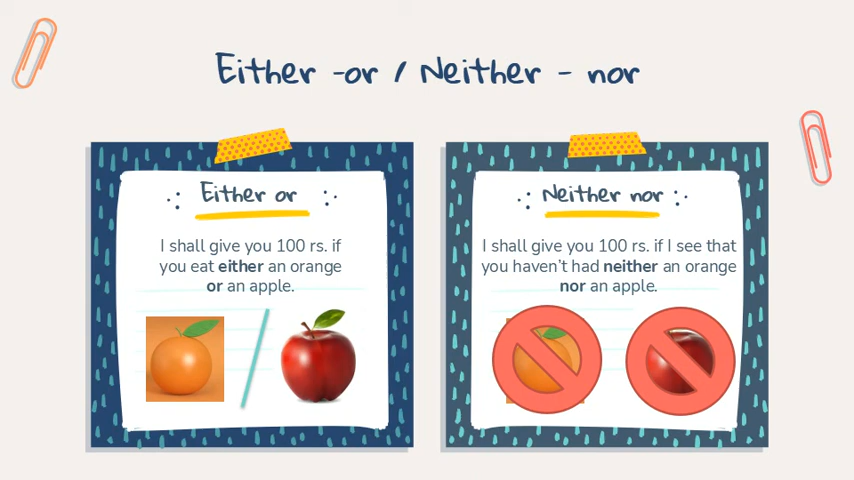 Either -or / Neither - nor
Either or
I shall give you 100 rs. if
you eat either an orange
or an apple.
Neither nor
I shall give you 100 rs. if I see that
you haven't had neither an orange
nor an apple.